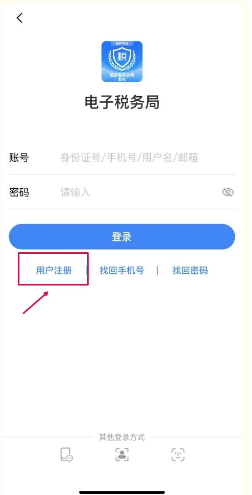 税
电子税务局
账号 身份证号/手机号/用户名/邮箱
密码 请输入
登录
用户注册 | 找回手机号 | 找回密码
其他登录方式